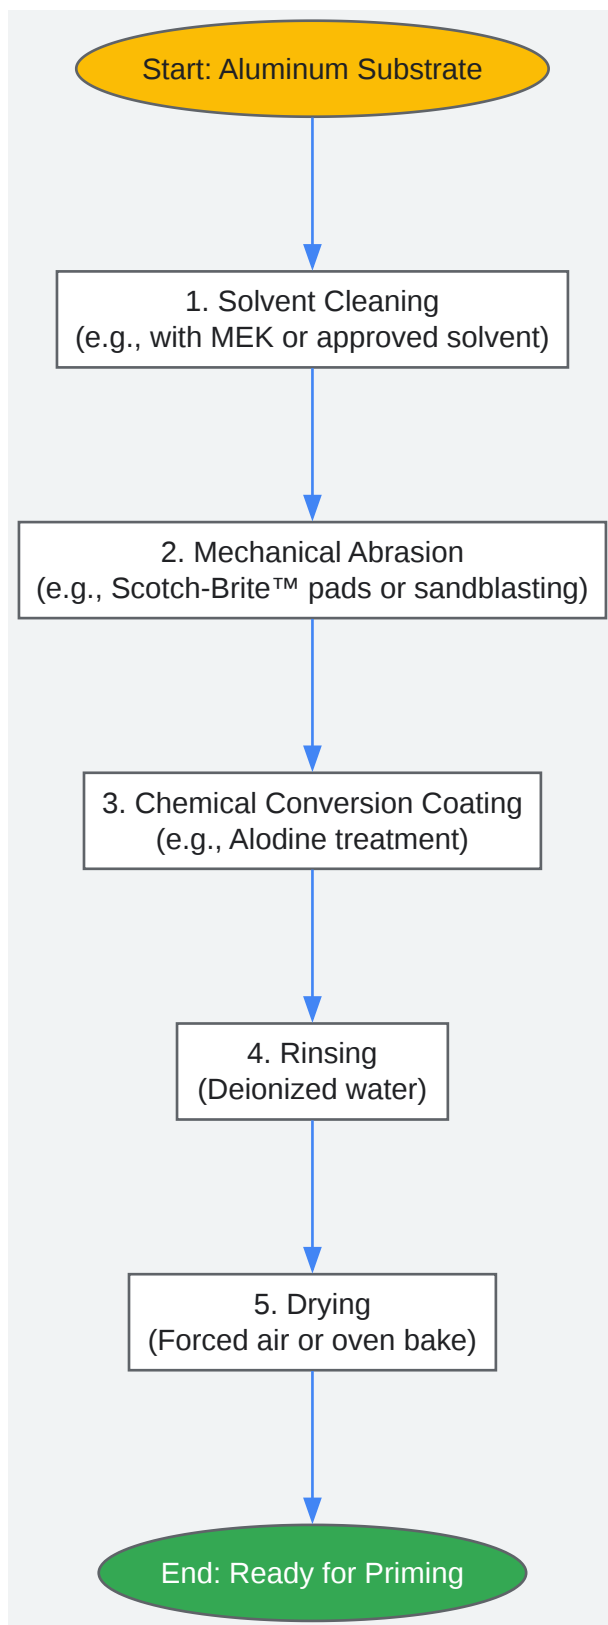 Start: Aluminum Substrate
1. Solvent Cleaning
(e.g., with MEK or approved solvent)
2. Mechanical Abrasion
(e.g., Scotch-Brite™ pads or sandblasting)
3. Chemical Conversion Coating
(e.g., Alodine treatment)
4. Rinsing
(Deionized water)
5. Drying
(Forced air or oven bake)
End: Ready for Priming